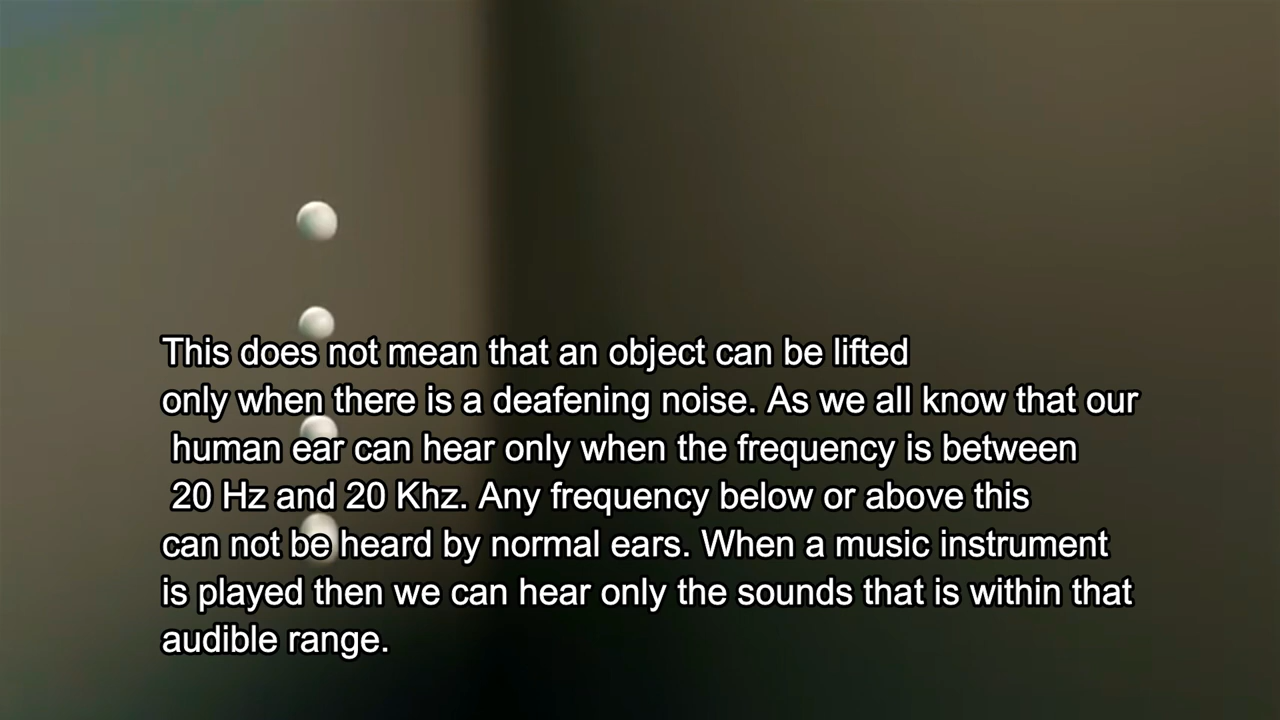 This does not mean that an object can be lifted
only when there is a deafening noise. As we all know that our
human ear can hear only when the frequency is between
20 Hz and 20 Khz. Any frequency below or above this
can not be heard by normal ears. When a music instrument
is played then we can hear only the sounds that is within that
audible range.